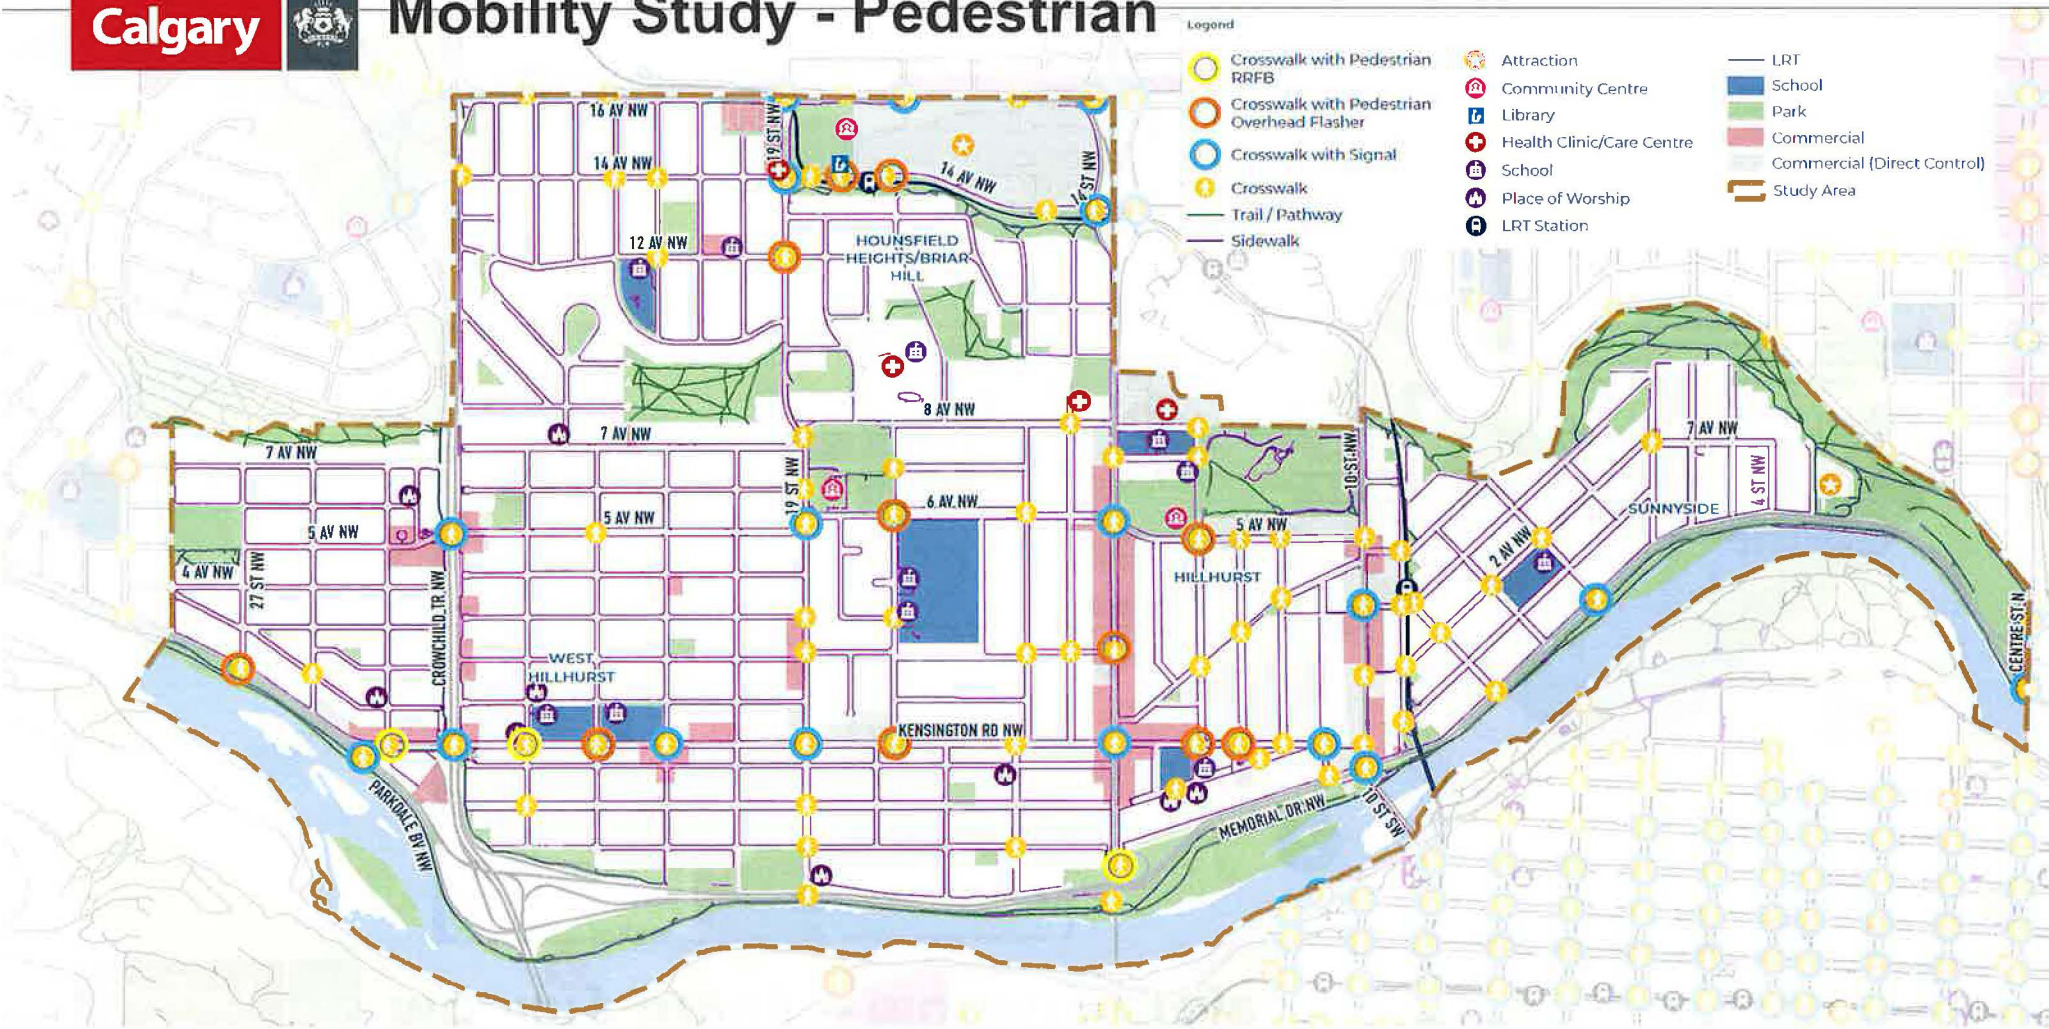 Calgary
Mobility Study - Pedestrian
Legend
Crosswalk with Pedestrian
RRFB
Crosswalk with Pedestrian
Overhead Flasher
Crosswalk with Signal
Crosswalk
Trail / Pathway
Sidewalk
Attraction
Community Centre
Library
Health Clinic/Care Centre
School
Place of Worship
LRT Station
LRT
School
Park
Commercial
Commercial (Direct Control)
Study Area
16 AV NW
19 ST NW
14 AV NW
14 AV NW
14 ST NW
12 AV NW
HOUNSFIELD
HEIGHTS/BRIAR
HILL
8 AV NW
7 AV NW
7 AV NW
7 AV NW
10 ST NW
4 ST NW
19 ST NW
6 AV NW
SUNNYSIDE
5 AV NW
5 AV NW
5 AV NW
2 AV NW
4 AV NW
27 ST NW
CROWCHILD TR NW
HILLHURST
CENTRE ST N
WEST
HILLHURST
KENSINGTON RD NW
PARKDALE BV NW
MEMORIAL DR NW
10 ST SW